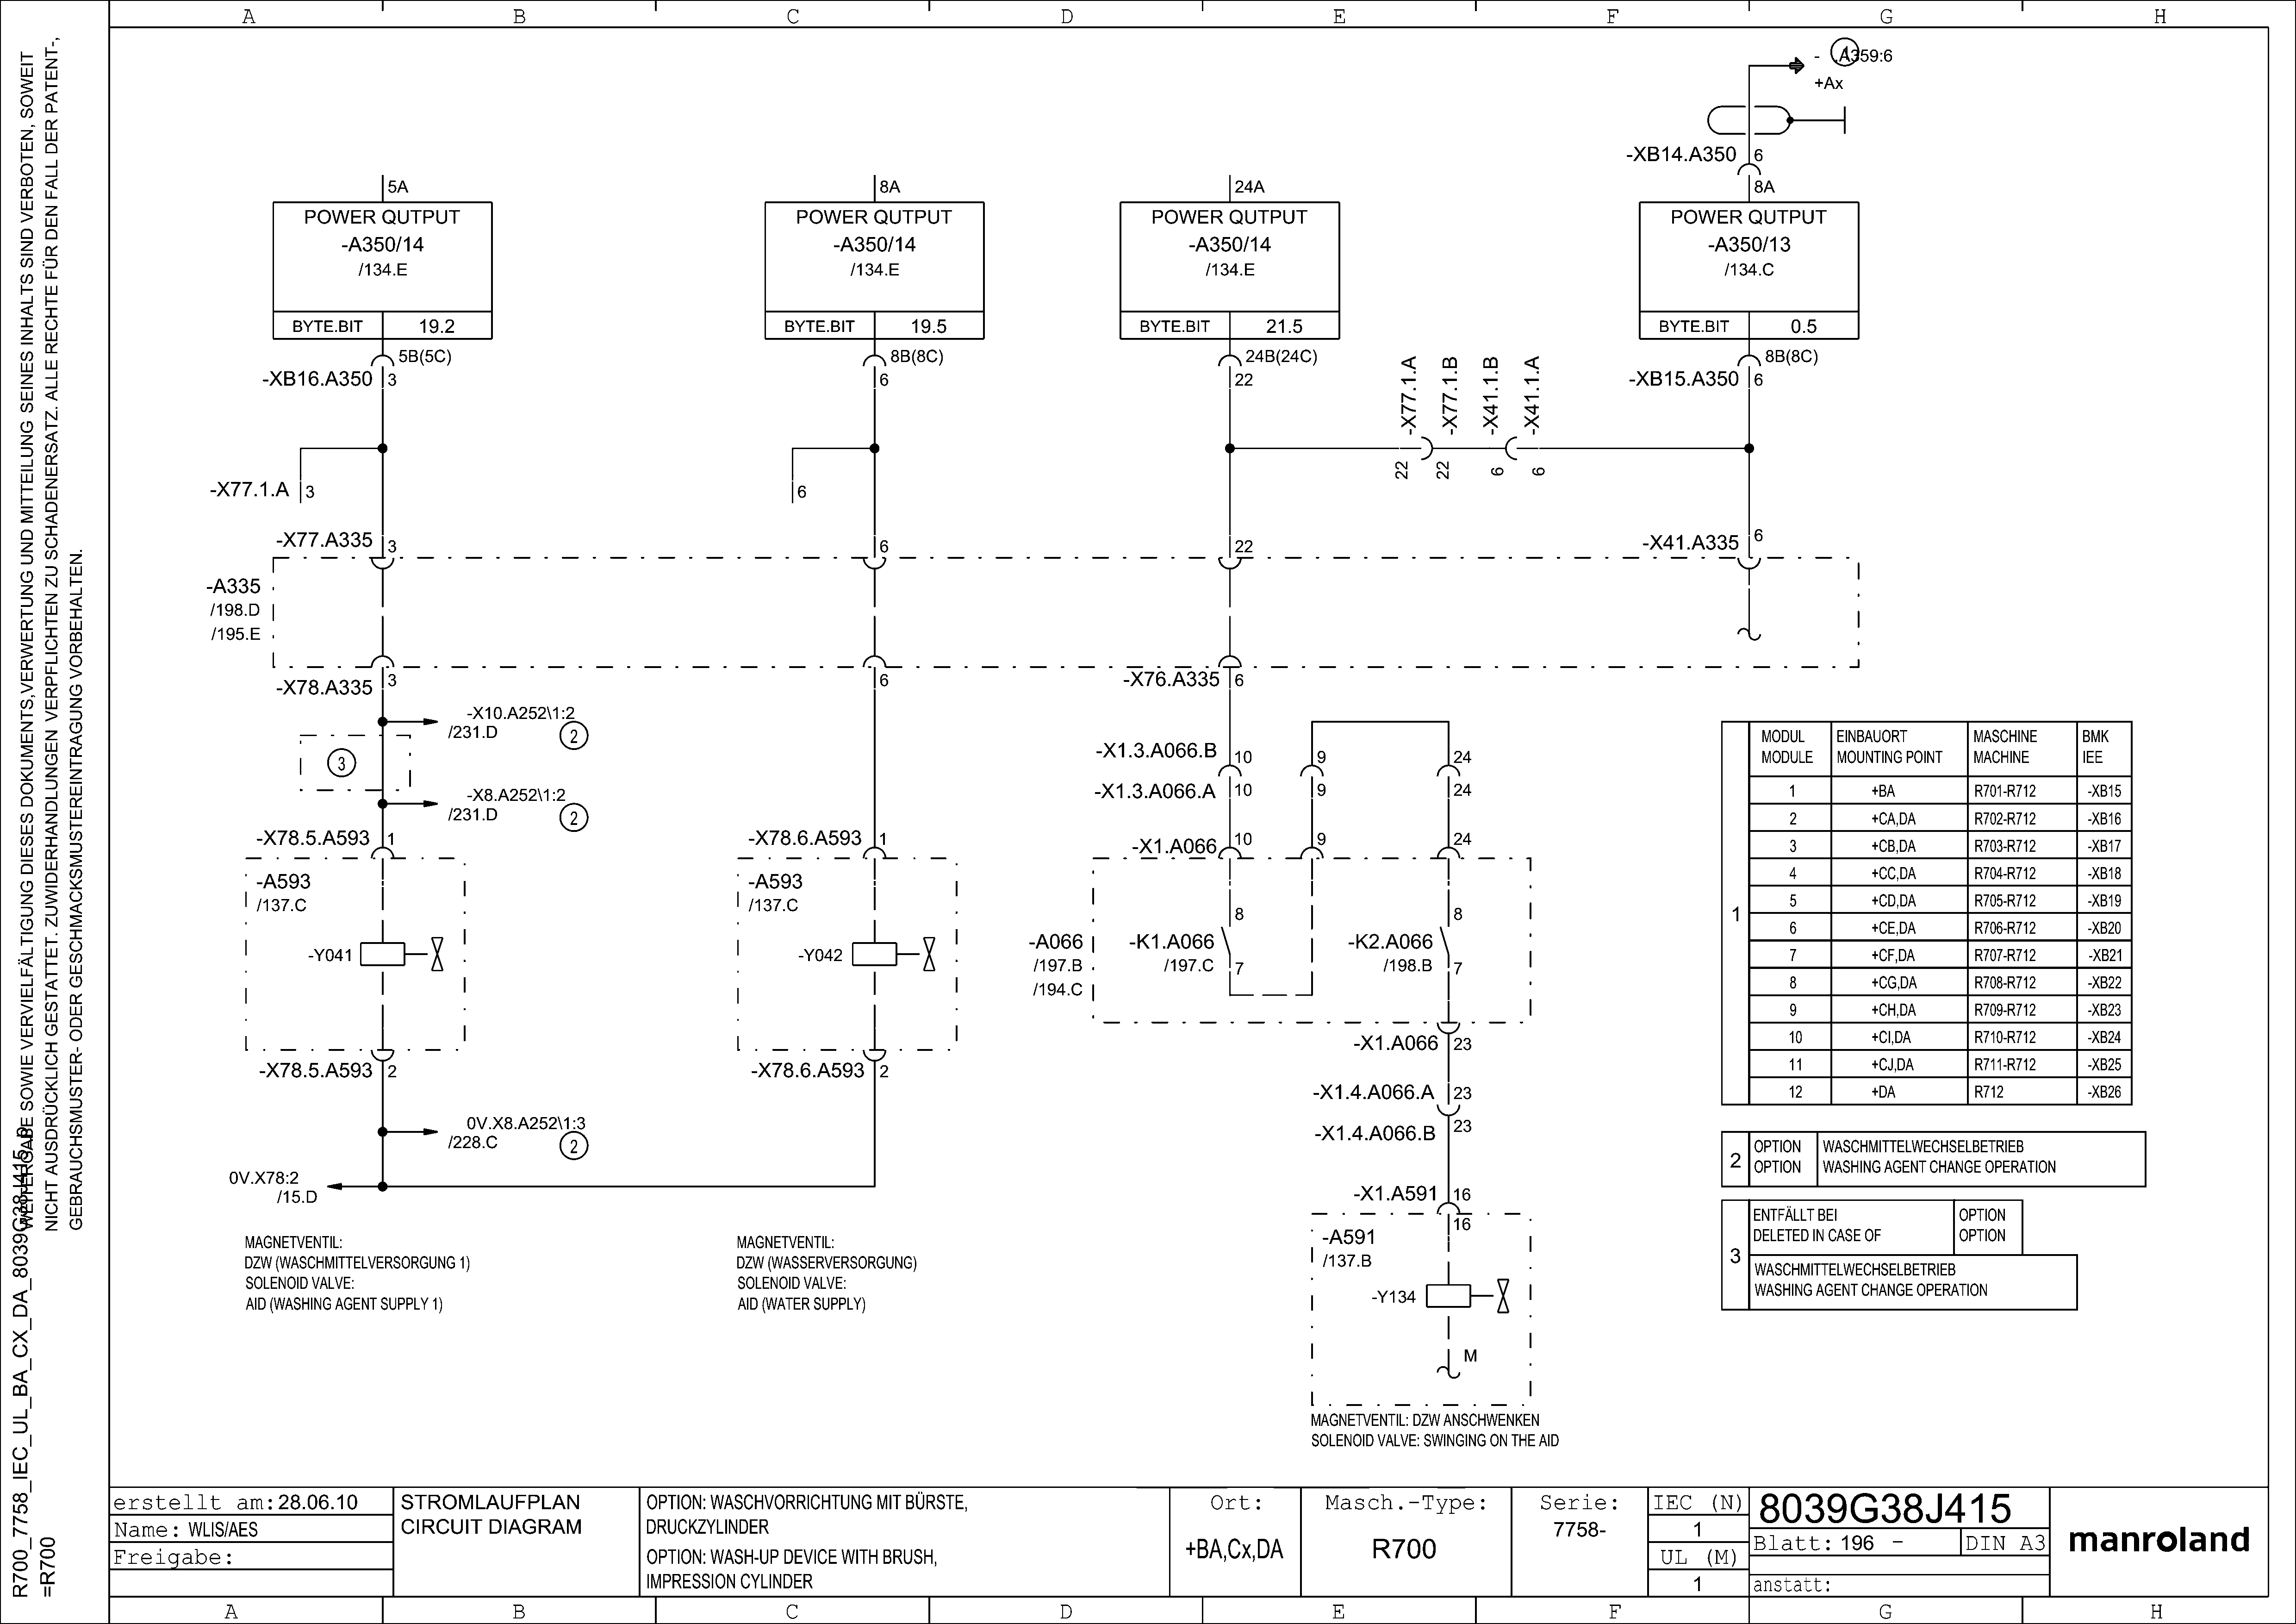 A B C D E F G H
WEITERGABE SOWIE VERVIELFÄLTIGUNG DIESES DOKUMENTS,VERWERTUNG UND MITTEILUNG SEINES INHALTS SIND VERBOTEN, SOWEIT
NICHT AUSDRÜCKLICH GESTATTET. ZUWIDERHANDLUNGEN VERPFLICHTEN ZU SCHADENERSATZ. ALLE RECHTE FÜR DEN FALL DER PATENT-,
GEBRAUCHSMUSTER- ODER GESCHMACKSMUSTEREINTRAGUNG VORBEHALTEN.
R700_7758_IEC_UL_BA_CX_DA_8039G38J415_D
=R700
- 1 .A359:6
+Ax
-XB14.A350 6
5A 8A 24A 8A
POWER QUTPUT
-A350/14
/134.E
BYTE.BIT 19.2
POWER QUTPUT
-A350/14
/134.E
BYTE.BIT 19.5
POWER QUTPUT
-A350/14
/134.E
BYTE.BIT 21.5
POWER QUTPUT
-A350/13
/134.C
BYTE.BIT 0.5
5B(5C) 8B(8C) 24B(24C) 8B(8C)
-XB16.A350 3 6 22 -XB15.A350 6
-X77.1.A -X77.1.B -X41.1.B -X41.1.A
22 22 6 6
-X77.1.A 3 6
-X77.A335 3 6 22 -X41.A335 6
-A335
/198.D
/195.E
-X78.A335 3 6 -X76.A335 6
-X10.A252\1:2
/231.D 2
3
-X8.A252\1:2
/231.D 2
-X1.3.A066.B 10 9 24
-X1.3.A066.A 10 9 24
-X78.5.A593 1 -X78.6.A593 1 -X1.A066 10 9 24
-A593
/137.C
-Y041
-A593
/137.C
-Y042
-A066
/197.B
/194.C
8
-K1.A066
/197.C 7
8
-K2.A066
/198.B 7
-X78.5.A593 2 -X78.6.A593 2 -X1.A066 23
-X1.4.A066.A 23
-X1.4.A066.B 23
0V.X8.A252\1:3
/228.C 2
0V.X78:2
/15.D
-X1.A591 16
16
-A591
/137.B
-Y134
M
MAGNETVENTIL:
DZW (WASCHMITTELVERSORGUNG 1)
SOLENOID VALVE:
AID (WASHING AGENT SUPPLY 1)
MAGNETVENTIL:
DZW (WASSERVERSORGUNG)
SOLENOID VALVE:
AID (WATER SUPPLY)
MAGNETVENTIL: DZW ANSCHWENKEN
SOLENOID VALVE: SWINGING ON THE AID
1
MODUL EINBAUORT MASCHINE BMK
MODULE MOUNTING POINT MACHINE IEE
1 +BA R701-R712 -XB15
2 +CA,DA R702-R712 -XB16
3 +CB,DA R703-R712 -XB17
4 +CC,DA R704-R712 -XB18
5 +CD,DA R705-R712 -XB19
6 +CE,DA R706-R712 -XB20
7 +CF,DA R707-R712 -XB21
8 +CG,DA R708-R712 -XB22
9 +CH,DA R709-R712 -XB23
10 +CI,DA R710-R712 -XB24
11 +CJ,DA R711-R712 -XB25
12 +DA R712 -XB26
2
OPTION WASCHMITTELWECHSELBETRIEB
OPTION WASHING AGENT CHANGE OPERATION
3
ENTFÄLLT BEI OPTION
DELETED IN CASE OF OPTION
WASCHMITTELWECHSELBETRIEB
WASHING AGENT CHANGE OPERATION
erstellt am: 28.06.10
Name: WLIS/AES
Freigabe:
STROMLAUFPLAN
CIRCUIT DIAGRAM
OPTION: WASCHVORRICHTUNG MIT BÜRSTE,
DRUCKZYLINDER
OPTION: WASH-UP DEVICE WITH BRUSH,
IMPRESSION CYLINDER
Ort:
+BA,Cx,DA
Masch.-Type:
R700
Serie:
7758-
IEC (N)
1
UL (M)
1
8039G38J415
Blatt: 196 - DIN A3
anstatt:
manroland
A B C D E F G H